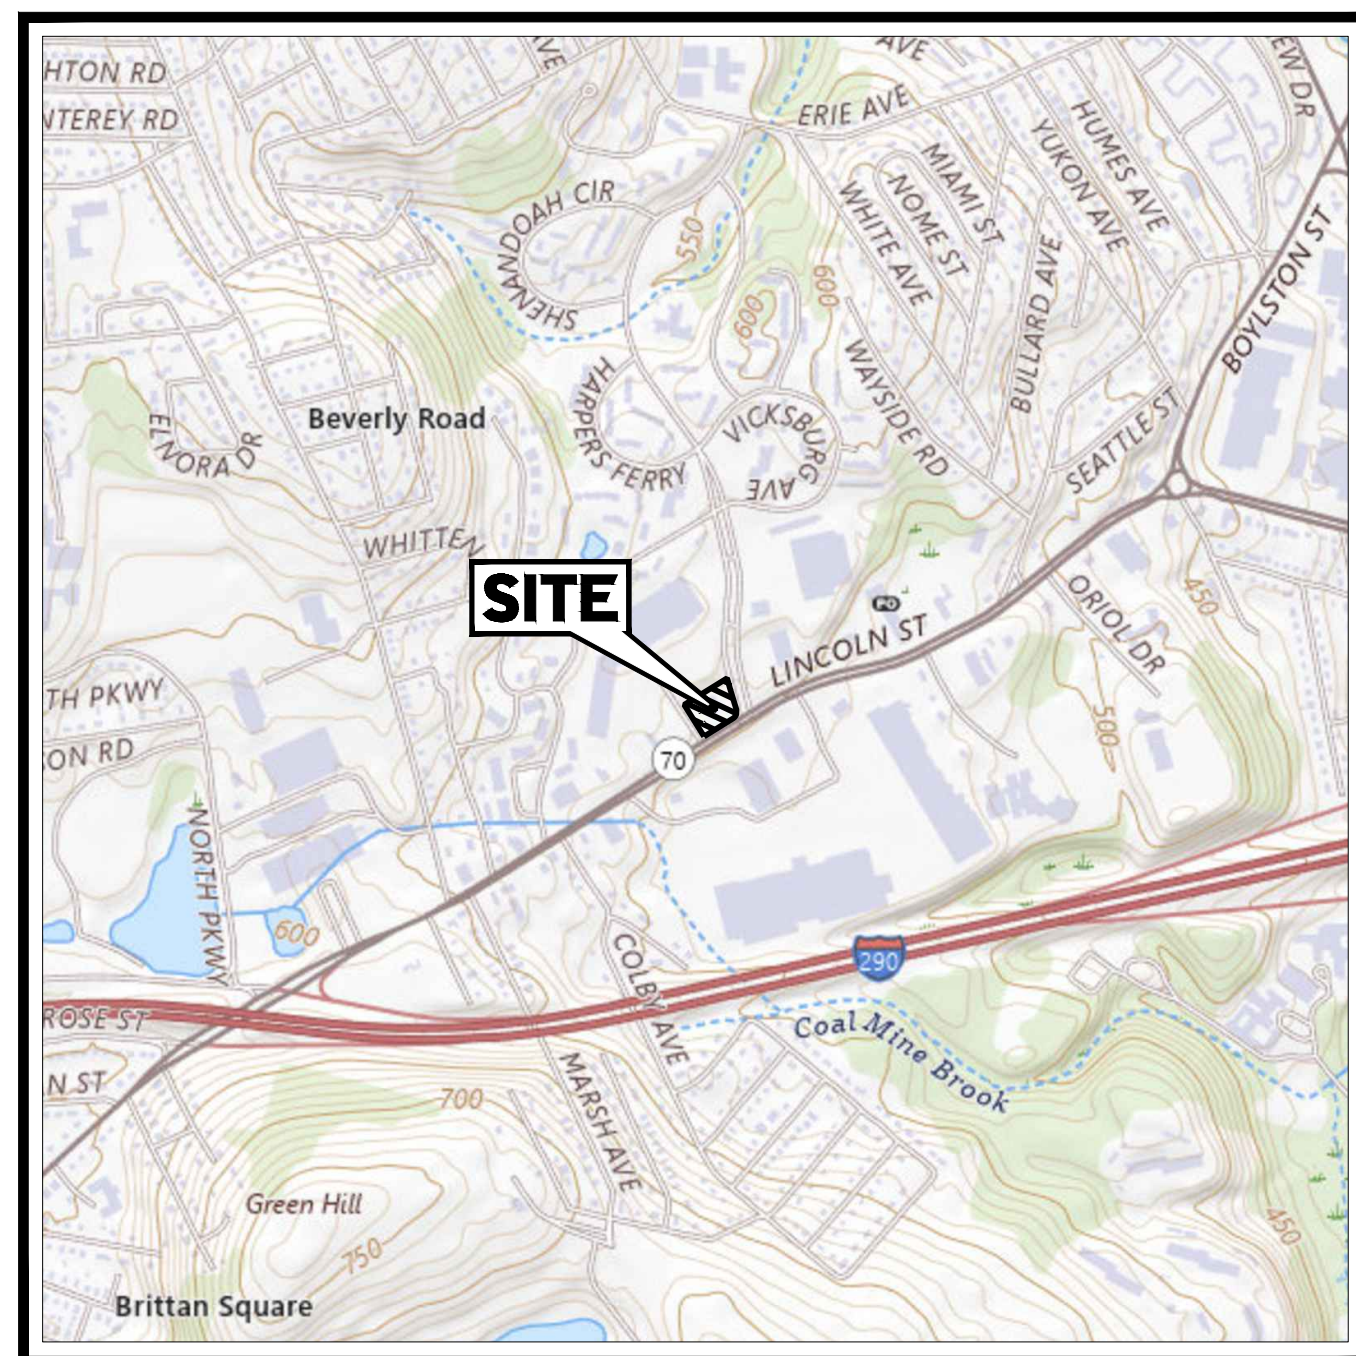 AVE
AVE
EW DR
HTON RD
NTEREY RD
ERIE AVE
HUMES AVE
YUKON AVE
MIAMI ST
NOME ST
WHITE AVE
SHENANDOAH CIR
550
600
600
BULLARD AVE
BOYLSTON ST
WAYSIDE RD
HARPERS FERRY
VICKSBURG AVE
SEATTLE ST
Beverly Road
ELNORA DR
WHITTEN
SITE
PO
LINCOLN ST
ORIOL DR
450
TH PKWY
ON RD
70
500
NORTH PKWY
600
COLBY AVE
290
ROSE ST
Coal Mine Brook
N ST
700
MARSH AVE
Green Hill
750
450
Brittan Square